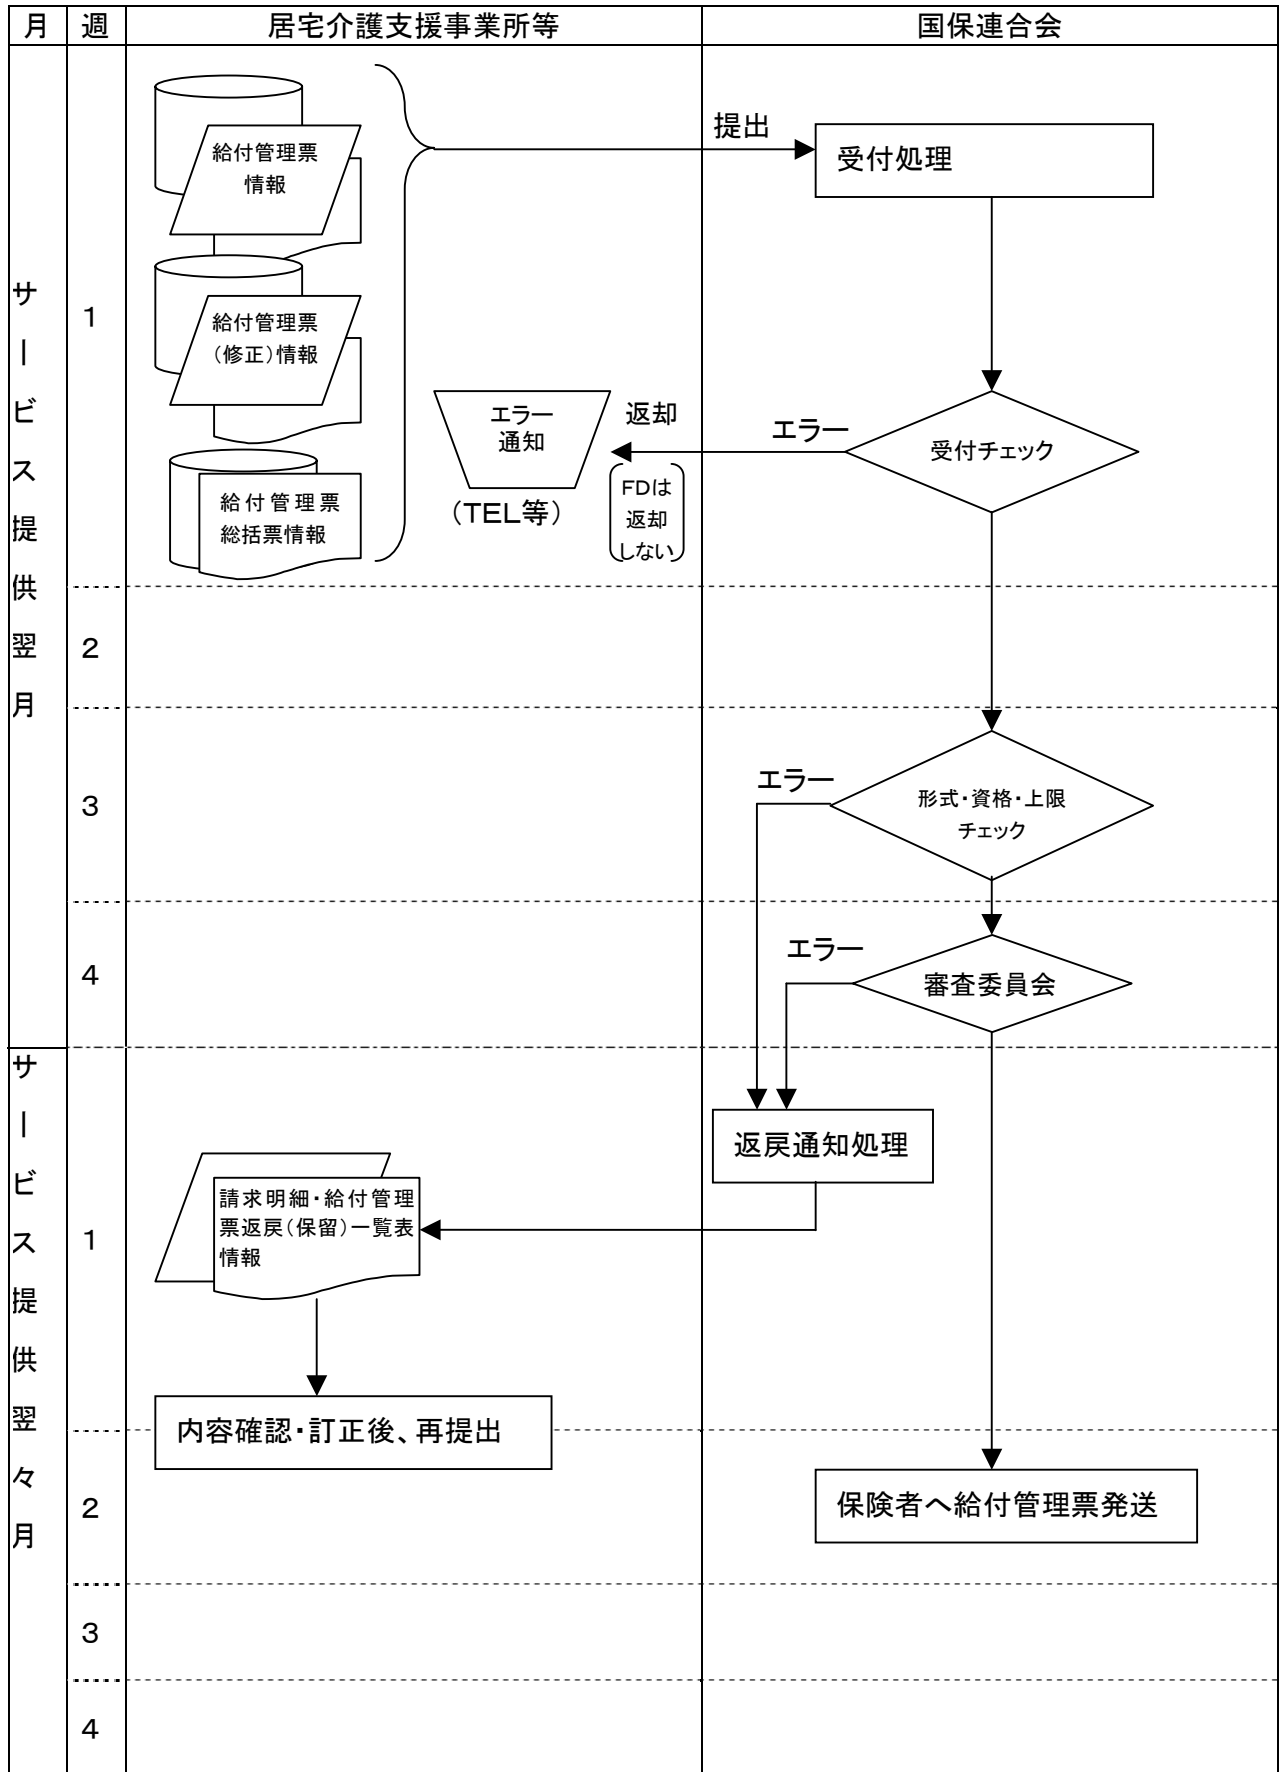 月 週 居宅介護支援事業所等 国保連合会
サービス提供翌月
1
給付管理票
情報
給付管理票
（修正）情報
給付管理票
総括票情報
提出
受付処理
エラー
通知
（TEL等）
返却
FDは
返却
しない
エラー
受付チェック
2
3
エラー
形式・資格・上限
チェック
4
エラー
審査委員会
サービス提供翌々月
1
返戻通知処理
請求明細・給付管理
票返戻（保留）一覧表
情報
内容確認・訂正後、再提出
2
保険者へ給付管理票発送
3
4